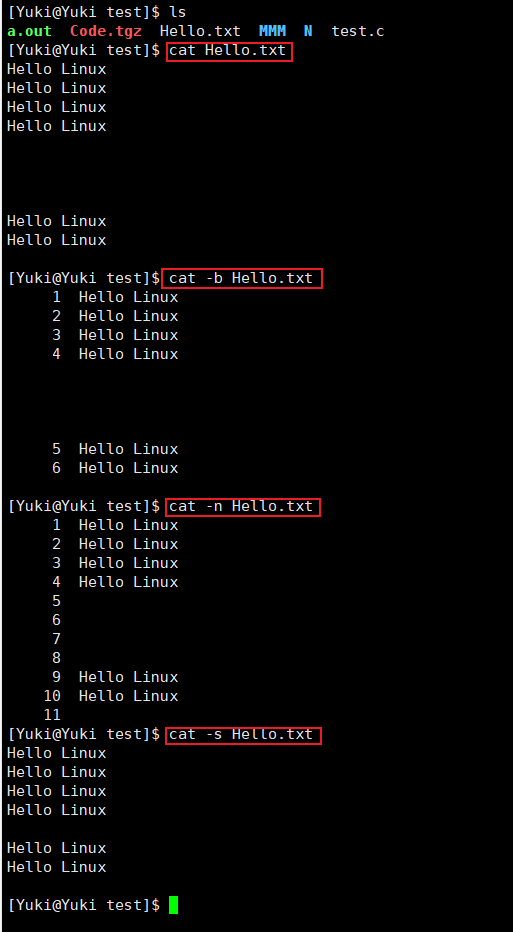 [Yuki@Yuki test]$ ls
a.out  Code.tgz  Hello.txt  MMM  N  test.c
[Yuki@Yuki test]$ cat Hello.txt
Hello Linux
Hello Linux
Hello Linux
Hello Linux
Hello Linux
Hello Linux
[Yuki@Yuki test]$ cat -b Hello.txt
     1  Hello Linux
     2  Hello Linux
     3  Hello Linux
     4  Hello Linux
     5  Hello Linux
     6  Hello Linux
[Yuki@Yuki test]$ cat -n Hello.txt
     1  Hello Linux
     2  Hello Linux
     3  Hello Linux
     4  Hello Linux
     5
     6
     7
     8
     9  Hello Linux
    10  Hello Linux
    11
[Yuki@Yuki test]$ cat -s Hello.txt
Hello Linux
Hello Linux
Hello Linux
Hello Linux
Hello Linux
Hello Linux
[Yuki@Yuki test]$